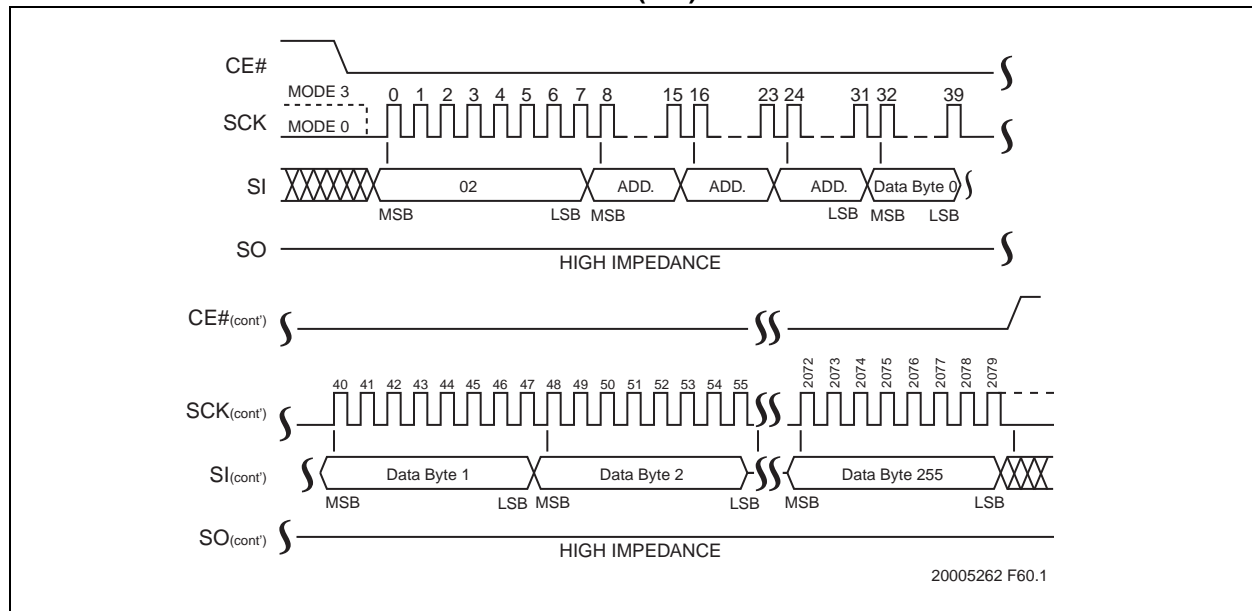 CE#
MODE 3
MODE 0
SCK
0 1 2 3 4 5 6 7 8 15 16 23 24 31 32 39
SI
02 ADD. ADD. ADD. Data Byte 0
MSB LSB MSB LSB MSB LSB
SO
HIGH IMPEDANCE
CE#(cont')
SCK(cont')
40 41 42 43 44 45 46 47 48 49 50 51 52 53 54 55 2072 2073 2074 2075 2076 2077 2078 2079
SI(cont')
Data Byte 1 Data Byte 2 Data Byte 255
MSB LSB MSB LSB MSB LSB
SO(cont')
HIGH IMPEDANCE
20005262 F60.1